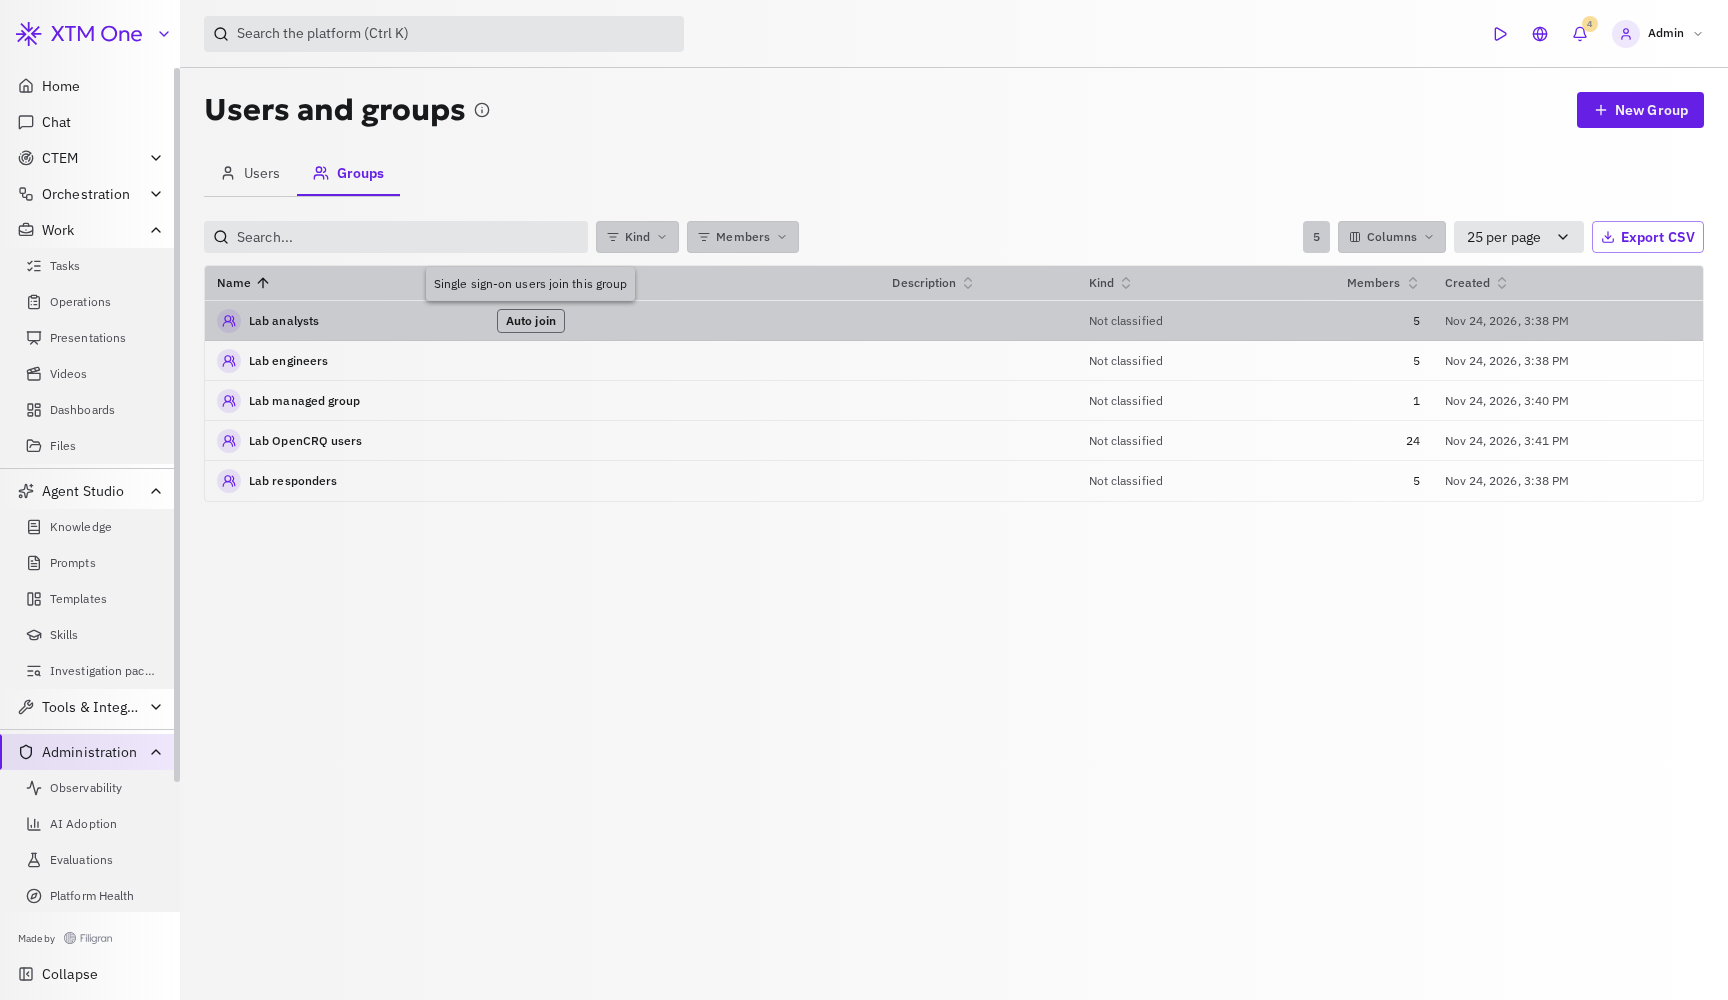 XTM One
Search the platform (Ctrl K)
4
Admin
Home
Chat
CTEM
Orchestration
Work
Tasks
Operations
Presentations
Videos
Dashboards
Files
Agent Studio
Knowledge
Prompts
Templates
Skills
Investigation pac...
Tools & Integ...
Administration
Observability
AI Adoption
Evaluations
Platform Health
Made by Filigran
Collapse
Users and groups
New Group
Users
Groups
Search...
Kind
Members
5
Columns
25 per page
Export CSV
Name Description Kind Members Created
Single sign-on users join this group
Lab analysts Auto join Not classified 5 Nov 24, 2026, 3:38 PM
Lab engineers Not classified 5 Nov 24, 2026, 3:38 PM
Lab managed group Not classified 1 Nov 24, 2026, 3:40 PM
Lab OpenCRQ users Not classified 24 Nov 24, 2026, 3:41 PM
Lab responders Not classified 5 Nov 24, 2026, 3:38 PM